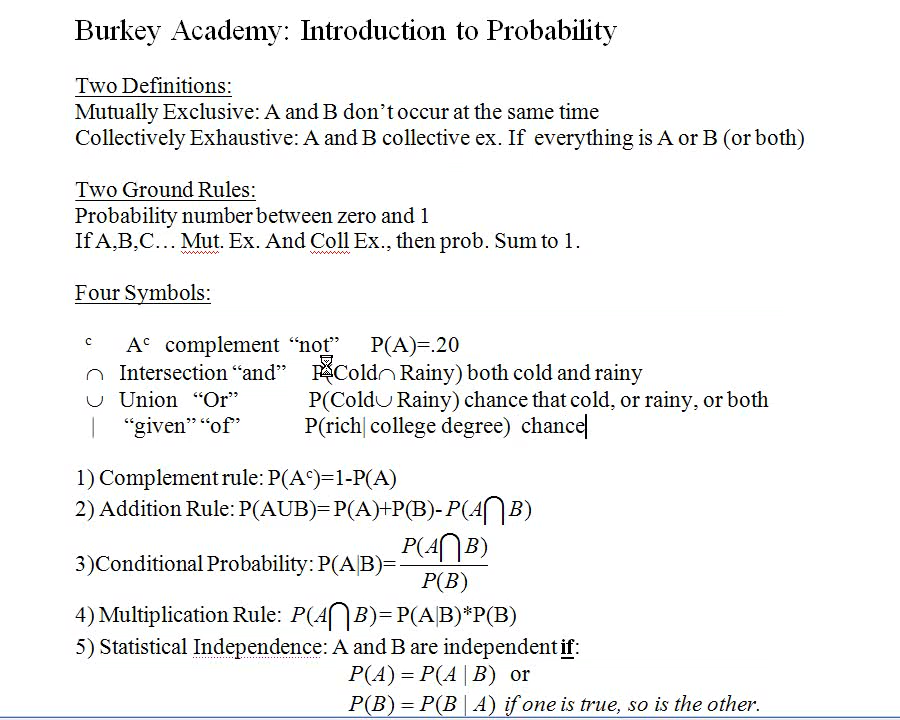 Burkey Academy: Introduction to Probability
Two Definitions:
Mutually Exclusive: A and B don’t occur at the same time
Collectively Exhaustive: A and B collective ex. If everything is A or B (or both)
Two Ground Rules:
Probability number between zero and 1
If A,B,C… Mut. Ex. And Coll Ex., then prob. Sum to 1.
Four Symbols:
ᶜ Aᶜ complement “not” P(A)=.20
∩ Intersection “and” P(Cold∩ Rainy) both cold and rainy
∪ Union “Or” P(Cold∪ Rainy) chance that cold, or rainy, or both
| “given” “of” P(rich| college degree) chance
1) Complement rule: P(Aᶜ)=1-P(A)
2) Addition Rule: P(AUB)= P(A)+P(B)- P(A⋂B)
3)Conditional Probability: P(A|B)= P(A⋂B)
P(B)
4) Multiplication Rule: P(A⋂B)= P(A|B)*P(B)
5) Statistical Independence: A and B are independent if:
P(A) = P(A | B) or
P(B) = P(B | A) if one is true, so is the other.